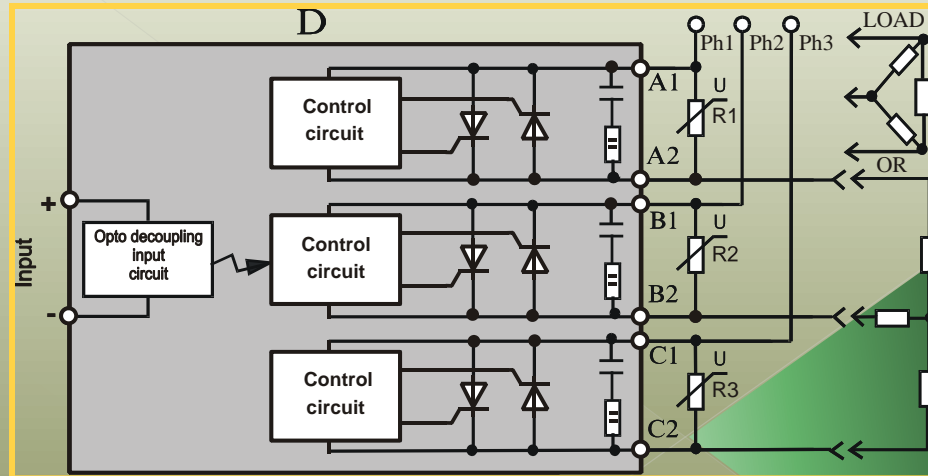 D
Ph1 Ph2 Ph3
LOAD
A1
U
R1
Control
circuit
A2
OR
+
B1
Input
Opto decoupling
input
circuit
Control
circuit
U
R2
-
B2
C1
Control
circuit
U
R3
C2